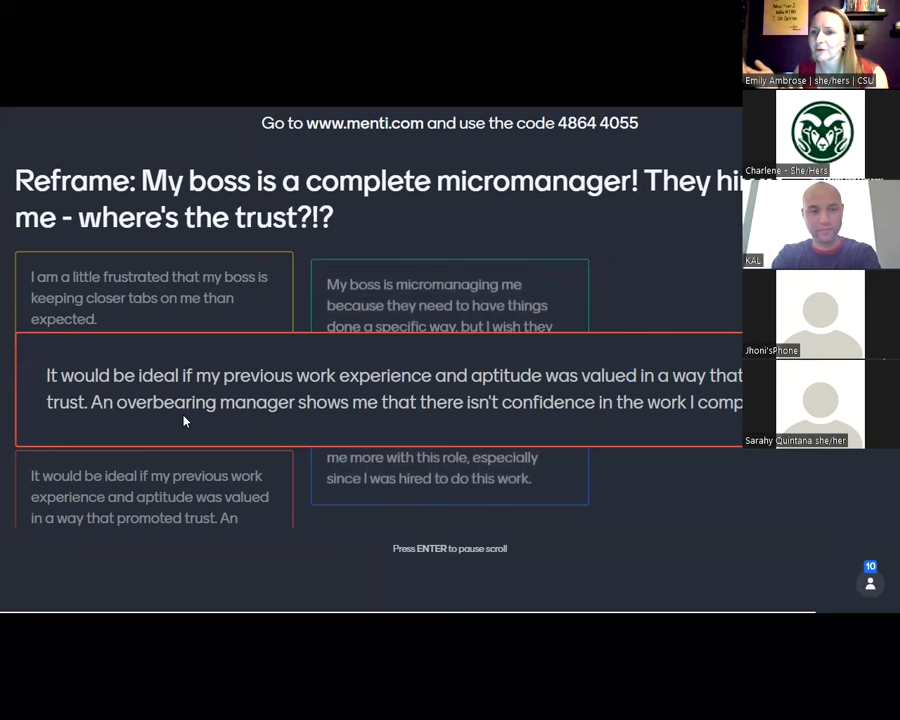 Go to www.menti.com and use the code 4864 4055
Reframe: My boss is a complete micromanager! They hi
me - where's the trust?!?
I am a little frustrated that my boss is
keeping closer tabs on me than
expected.
My boss is micromanaging me
because they need to have things
done a specific way, but I wish they
It would be ideal if my previous work experience and aptitude was valued in a way that
trust. An overbearing manager shows me that there isn't confidence in the work I comp
It would be ideal if my previous work
experience and aptitude was valued
in a way that promoted trust. An
me more with this role, especially
since I was hired to do this work.
Press ENTER to pause scroll
10
Emily Ambrose | she/hers | CSU
Charlene - She/Hers
KAL
Jhoni'sPhone
Sarahy Quintana she/her